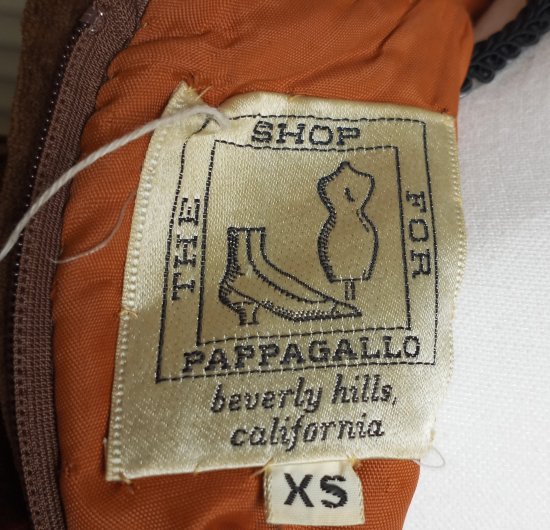 THE
SHOP
FOR
PAPPAGALLO
beverly hills,
california
XS